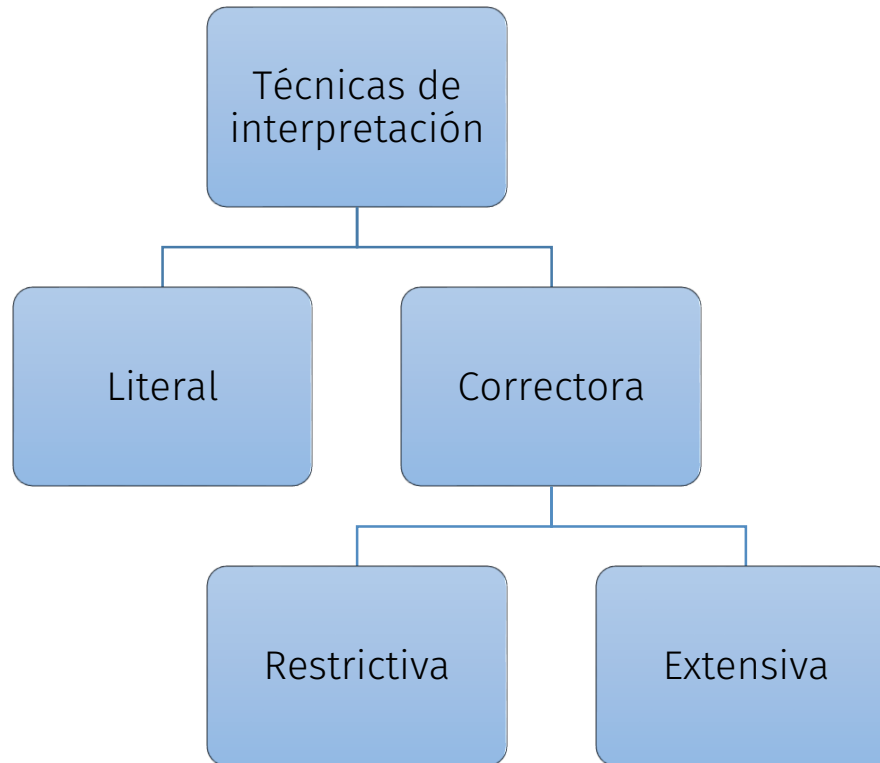 Técnicas de
interpretación
Literal
Correctora
Restrictiva
Extensiva